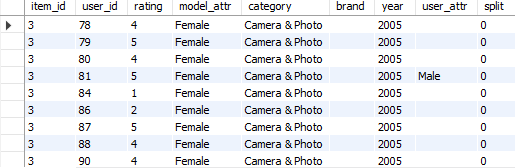 item_id user_id rating model_attr category brand year user_attr split
3 78 4 Female Camera & Photo 2005 0
3 79 5 Female Camera & Photo 2005 0
3 80 4 Female Camera & Photo 2005 0
3 81 5 Female Camera & Photo 2005 Male 0
3 84 1 Female Camera & Photo 2005 0
3 86 2 Female Camera & Photo 2005 0
3 87 5 Female Camera & Photo 2005 0
3 88 4 Female Camera & Photo 2005 0
3 90 4 Female Camera & Photo 2005 0